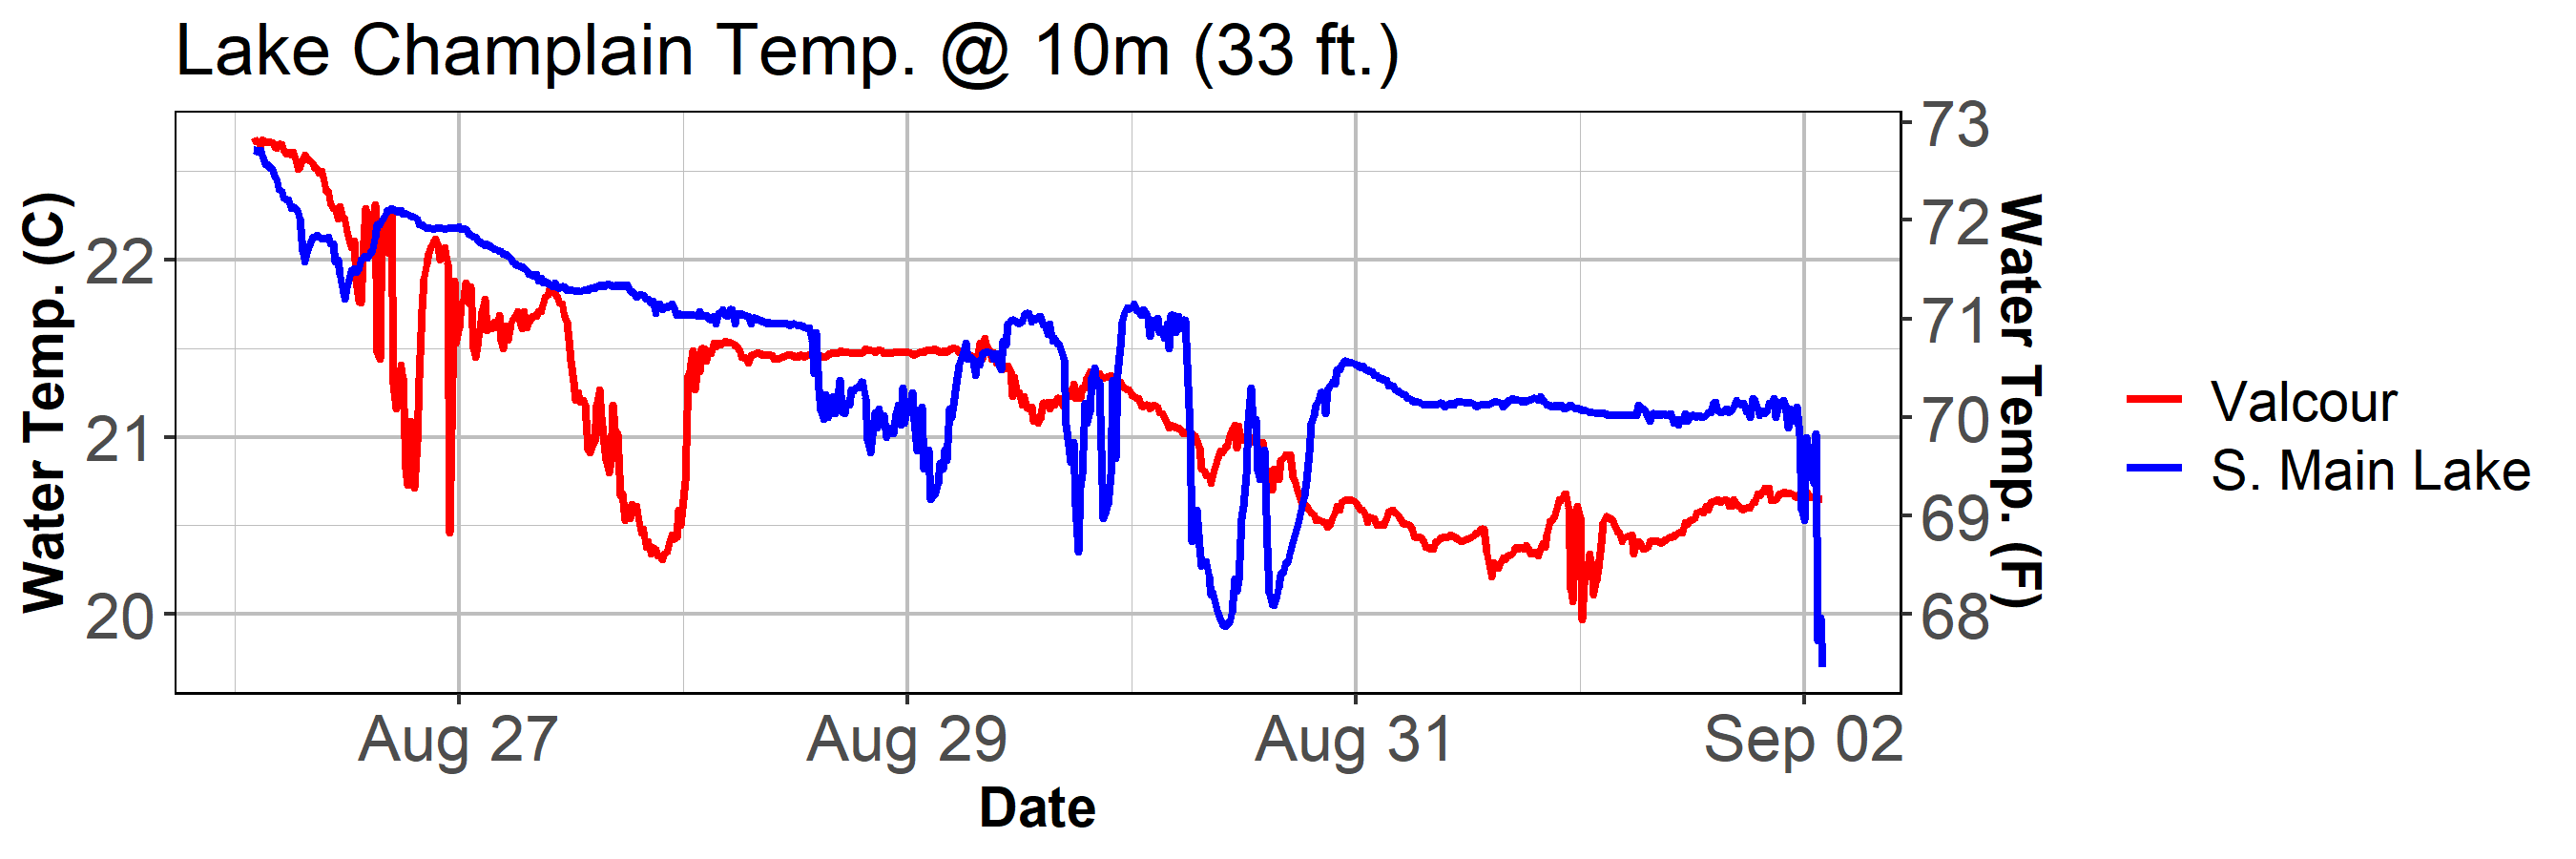 Lake Champlain Temp. @ 10m (33 ft.)
Water Temp. (C)
22
21
20
73
72
71
70
69
68
Water Temp. (F)
Aug 27
Aug 29
Aug 31
Sep 02
Date
Valcour
S. Main Lake